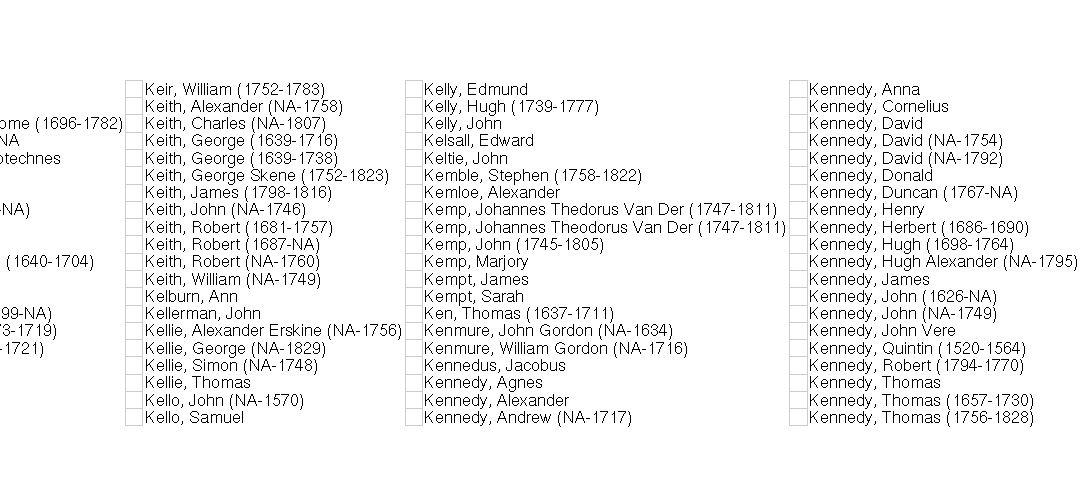 ome (1696-1782)
NA
otechnes
-NA)
(1640-1704)
99-NA)
3-1719)
-1721)
Keir, William (1752-1783)
Keith, Alexander (NA-1758)
Keith, Charles (NA-1807)
Keith, George (1639-1716)
Keith, George (1639-1738)
Keith, George Skene (1752-1823)
Keith, James (1798-1816)
Keith, John (NA-1746)
Keith, Robert (1681-1757)
Keith, Robert (1687-NA)
Keith, Robert (NA-1760)
Keith, William (NA-1749)
Kelburn, Ann
Kellerman, John
Kellie, Alexander Erskine (NA-1756)
Kellie, George (NA-1829)
Kellie, Simon (NA-1748)
Kellie, Thomas
Kello, John (NA-1570)
Kello, Samuel
Kelly, Edmund
Kelly, Hugh (1739-1777)
Kelly, John
Kelsall, Edward
Keltie, John
Kemble, Stephen (1758-1822)
Kemloe, Alexander
Kemp, Johannes Thedorus Van Der (1747-1811)
Kemp, Johannes Theodorus Van Der (1747-1811)
Kemp, John (1745-1805)
Kemp, Marjory
Kempt, James
Kempt, Sarah
Ken, Thomas (1637-1711)
Kenmure, John Gordon (NA-1634)
Kenmure, William Gordon (NA-1716)
Kennedus, Jacobus
Kennedy, Agnes
Kennedy, Alexander
Kennedy, Andrew (NA-1717)
Kennedy, Anna
Kennedy, Cornelius
Kennedy, David
Kennedy, David (NA-1754)
Kennedy, David (NA-1792)
Kennedy, Donald
Kennedy, Duncan (1767-NA)
Kennedy, Henry
Kennedy, Herbert (1686-1690)
Kennedy, Hugh (1698-1764)
Kennedy, Hugh Alexander (NA-1795)
Kennedy, James
Kennedy, John (1626-NA)
Kennedy, John (NA-1749)
Kennedy, John Vere
Kennedy, Quintin (1520-1564)
Kennedy, Robert (1794-1770)
Kennedy, Thomas
Kennedy, Thomas (1657-1730)
Kennedy, Thomas (1756-1828)